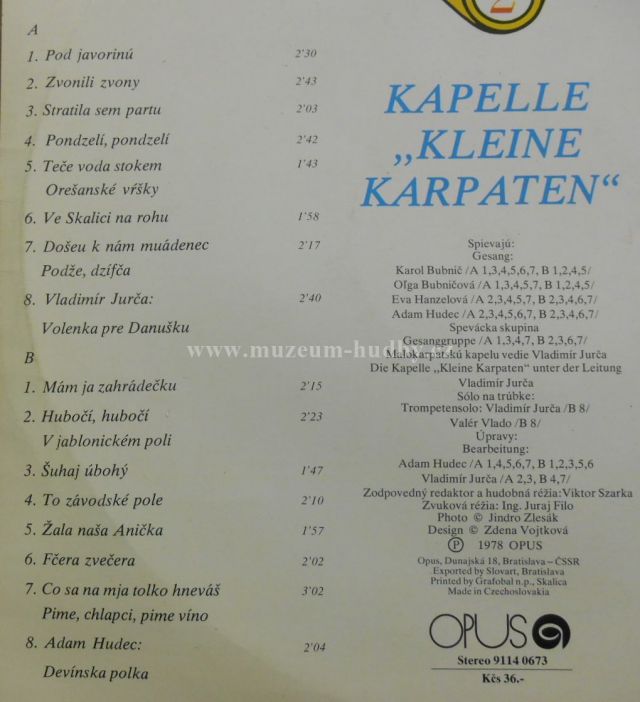 2
A
1. Pod javorinú 2'30
2. Zvonili zvony 2'43
3. Stratila sem partu 2'03
4. Pondzelí, pondzelí 2'42
5. Teče voda stokem 1'43
Orešanské vŕšky
6. Ve Skalici na rohu 1'58
7. Došeu k nám muádenec 2'17
Podže, dzífča
8. Vladimír Jurča: 2'40
Volenka pre Danušku
B
1. Mám ja zahrádečku 2'15
2. Hubočí, hubočí 2'23
V jablonickém poli
3. Šuhaj úbohý 1'47
4. To závodské pole 2'10
5. Žala naša Anička 1'57
6. Fčera zvečera 2'02
7. Co sa na mja tolko hneváš 3'02
Pime, chlapci, pime víno
8. Adam Hudec: 2'04
Devínska polka
KAPELLE
„KLEINE
KARPATEN“
Spievajú:
Gesang:
Karol Bubnič /A 1,3,4,5,6,7, B 1,2,4,5/
Oľga Bubničová /A 1,3,4,5,7, B 1,2,4,5/
Eva Hanzelová /A 2,3,4,5,7, B 2,3,4,6,7/
Adam Hudec /A 2,3,4,5,6,7, B 2,3,4,6,7/
Spevácka skupina
Gesanggruppe /A 1,3,4,7, B 2,3,6,7/
Malokarpatskú kapelu vedie Vladimír Jurča
Die Kapelle „Kleine Karpaten“ unter der Leitung
Vladimír Jurča
Sólo na trúbke:
Trompetensolo: Vladimír Jurča /B 8/
Valér Vlado /B 8/
Úpravy:
Bearbeitung:
Adam Hudec /A 1,4,5,6,7, B 1,2,3,5,6
Vladimír Jurča /A 2,3, B 4,7/
Zodpovedný redaktor a hudobná réžia: Viktor Szarka
Zvuková réžia: Ing. Juraj Filo
Photo © Jindro Zlesák
Design © Zdena Vojtková
Ⓟ 1978 OPUS
Opus, Dunajská 18, Bratislava – ČSSR
Exported by Slovart, Bratislava
Printed by Grafobal n.p., Skalica
Made in Czechoslovakia
OPUS
Stereo 9114 0673
Kčs 36.-
www.muzeum-hudby.cz